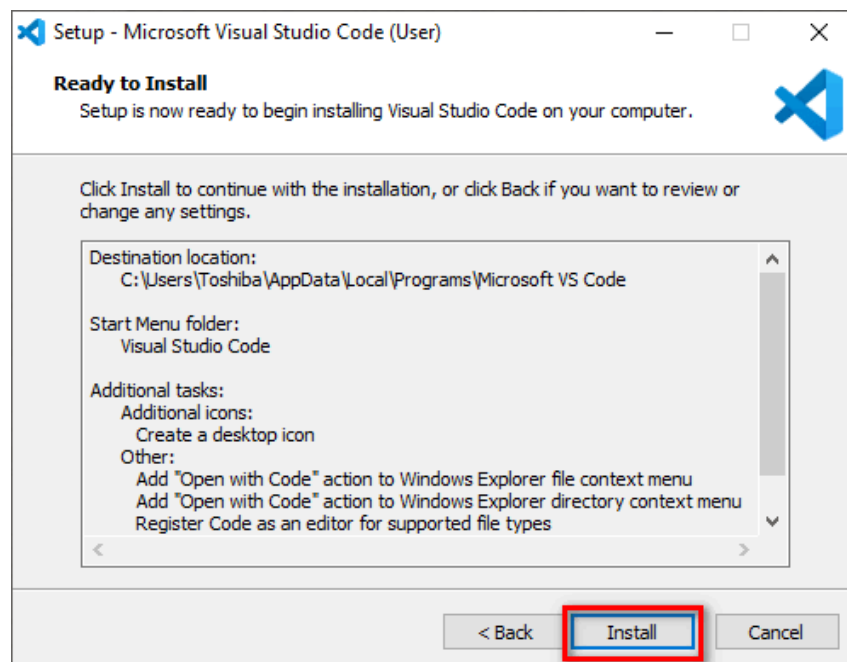 Setup - Microsoft Visual Studio Code (User)
Ready to Install
Setup is now ready to begin installing Visual Studio Code on your computer.
Click Install to continue with the installation, or click Back if you want to review or
change any settings.
Destination location:
C:\Users\Toshiba\AppData\Local\Programs\Microsoft VS Code
Start Menu folder:
Visual Studio Code
Additional tasks:
Additional icons:
Create a desktop icon
Other:
Add "Open with Code" action to Windows Explorer file context menu
Add "Open with Code" action to Windows Explorer directory context menu
Register Code as an editor for supported file types
< Back Install Cancel